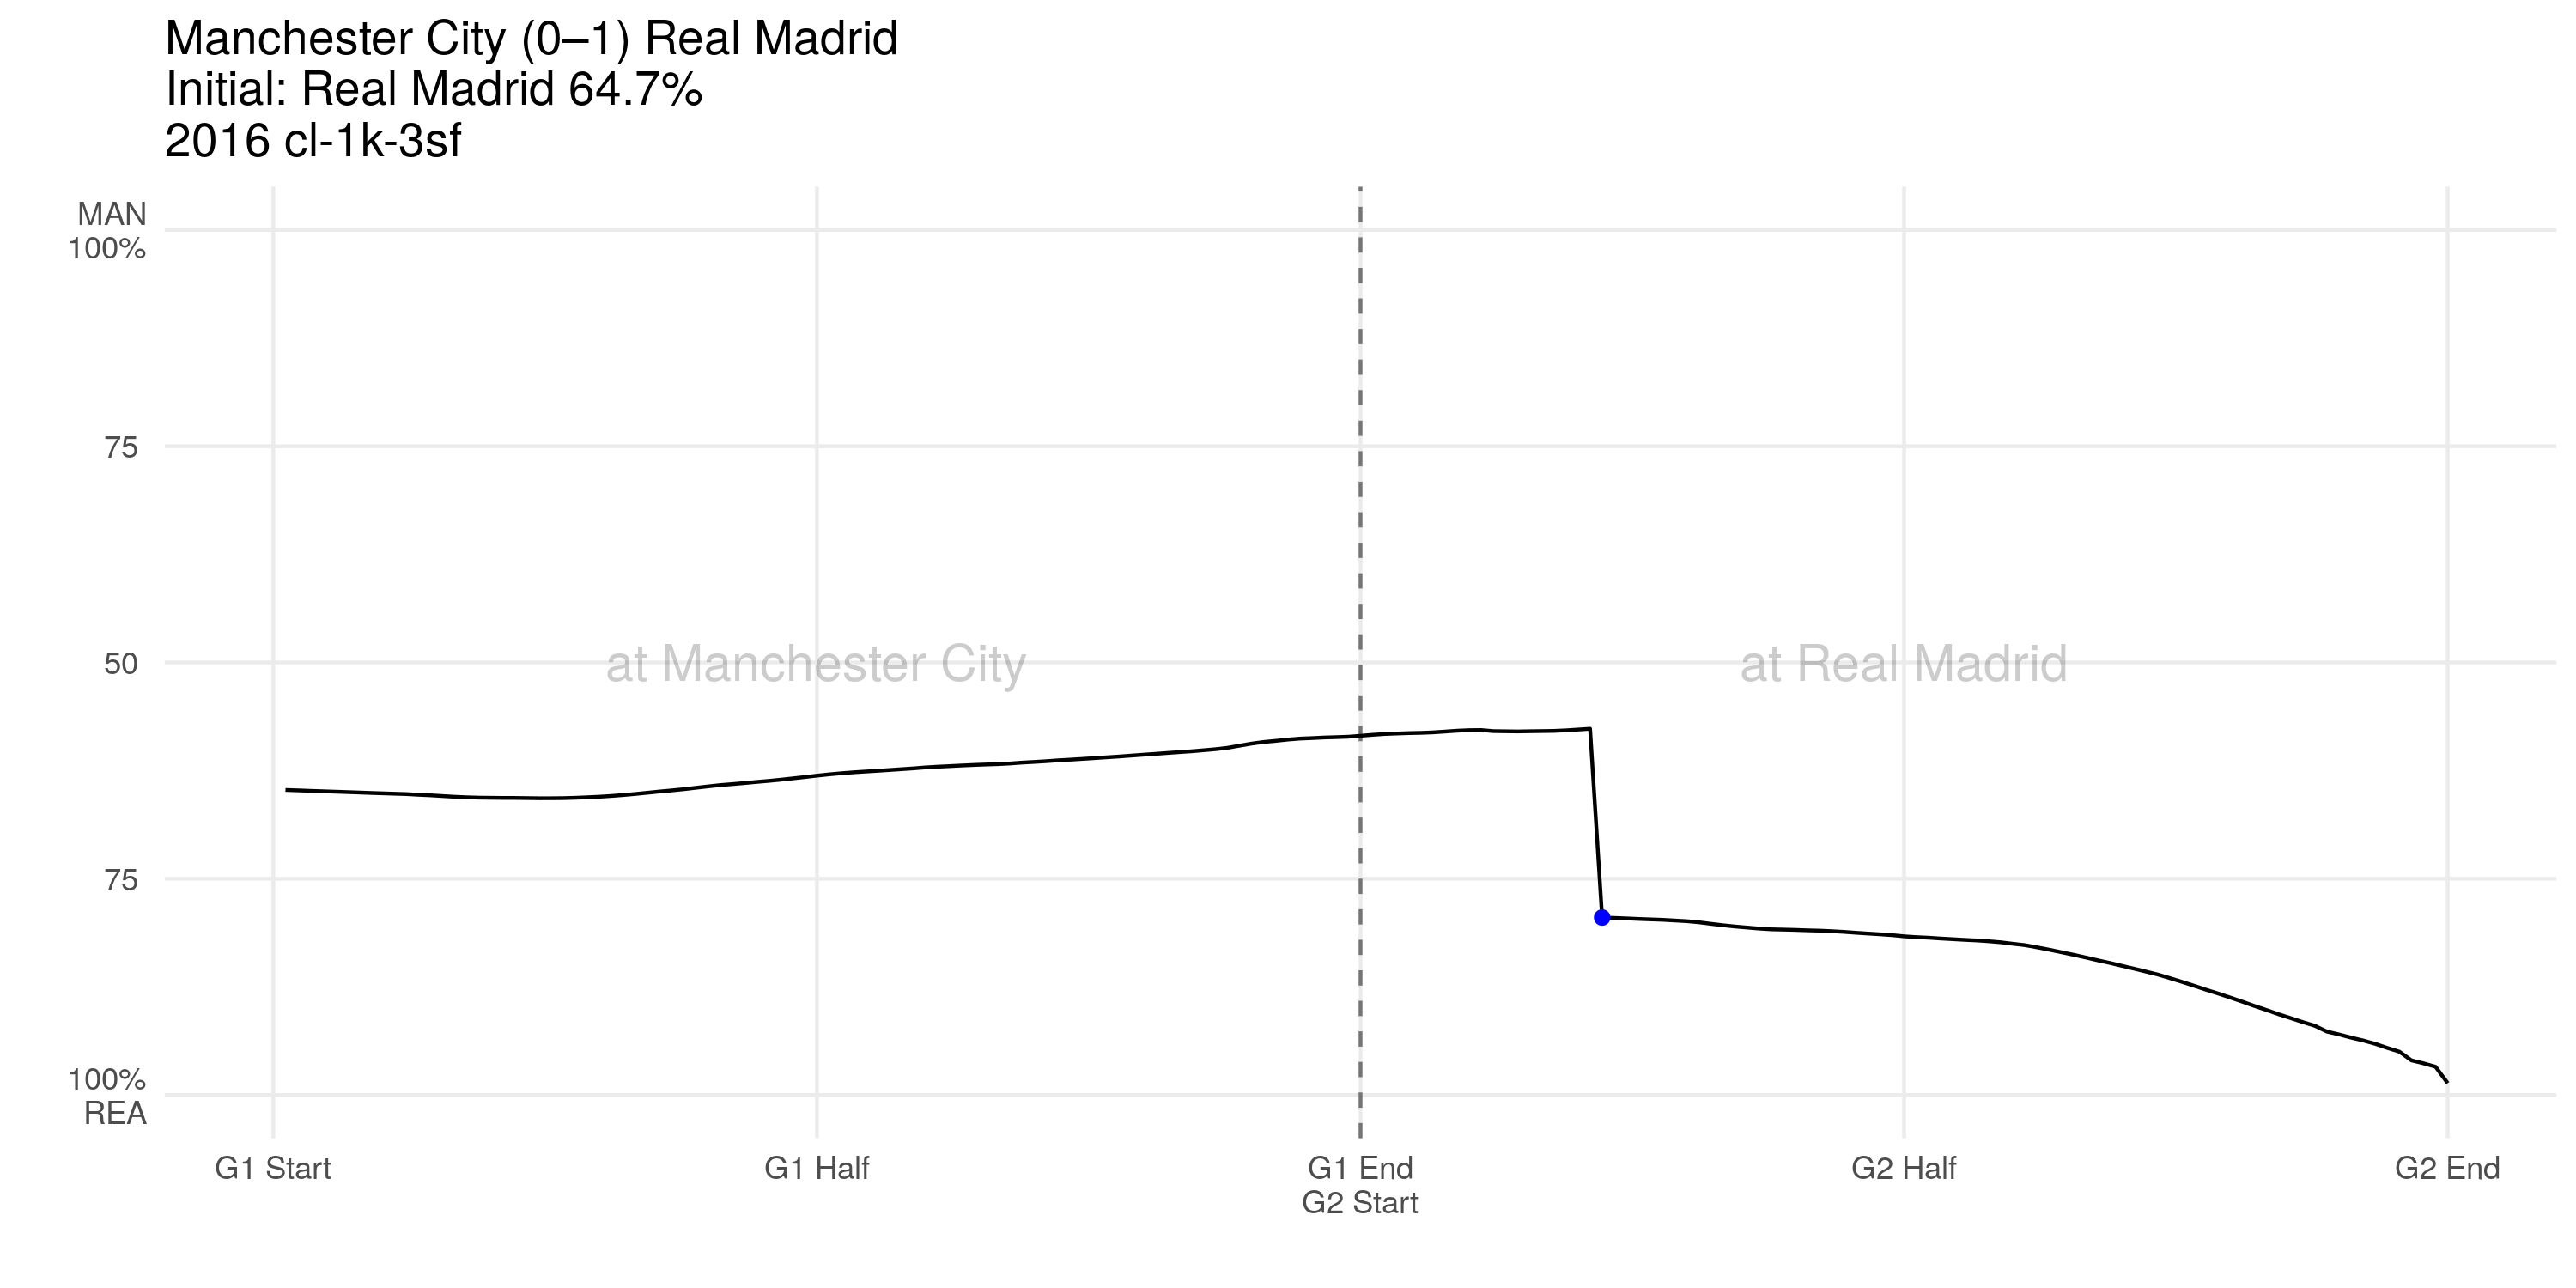 Manchester City (0–1) Real Madrid
Initial: Real Madrid 64.7%
2016 cl-1k-3sf
MAN
100%
75
50
75
100%
REA
at Manchester City
at Real Madrid
G1 Start
G1 Half
G1 End
G2 Start
G2 Half
G2 End